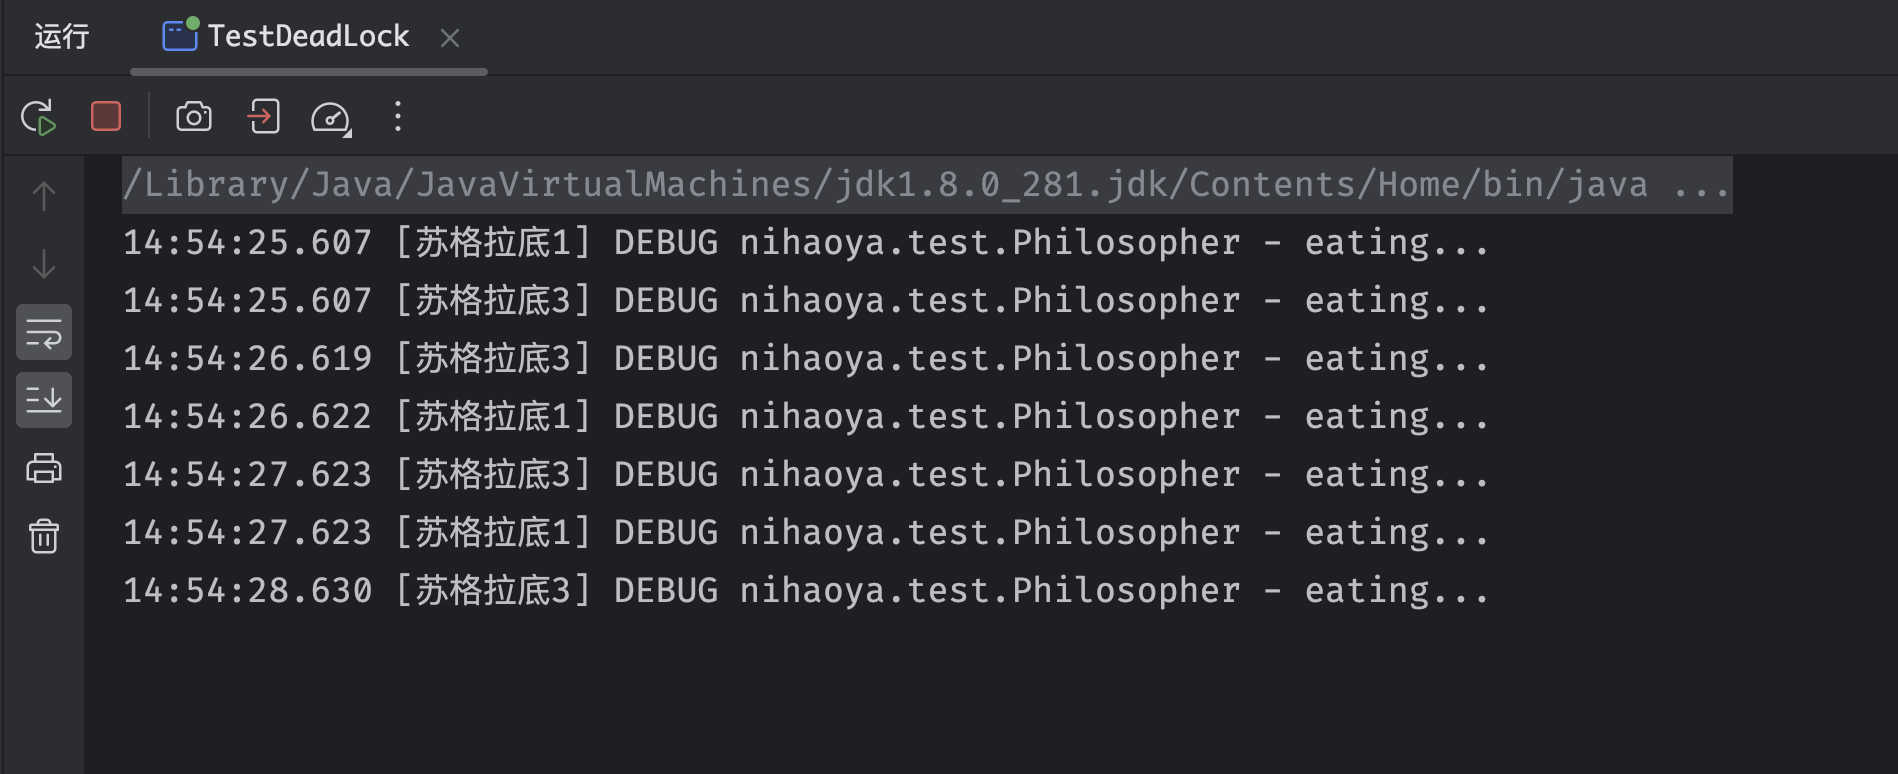 运行 TestDeadLock
/Library/Java/JavaVirtualMachines/jdk1.8.0_281.jdk/Contents/Home/bin/java ...
14:54:25.607 [苏格拉底1] DEBUG nihaoya.test.Philosopher - eating...
14:54:25.607 [苏格拉底3] DEBUG nihaoya.test.Philosopher - eating...
14:54:26.619 [苏格拉底3] DEBUG nihaoya.test.Philosopher - eating...
14:54:26.622 [苏格拉底1] DEBUG nihaoya.test.Philosopher - eating...
14:54:27.623 [苏格拉底3] DEBUG nihaoya.test.Philosopher - eating...
14:54:27.623 [苏格拉底1] DEBUG nihaoya.test.Philosopher - eating...
14:54:28.630 [苏格拉底3] DEBUG nihaoya.test.Philosopher - eating...